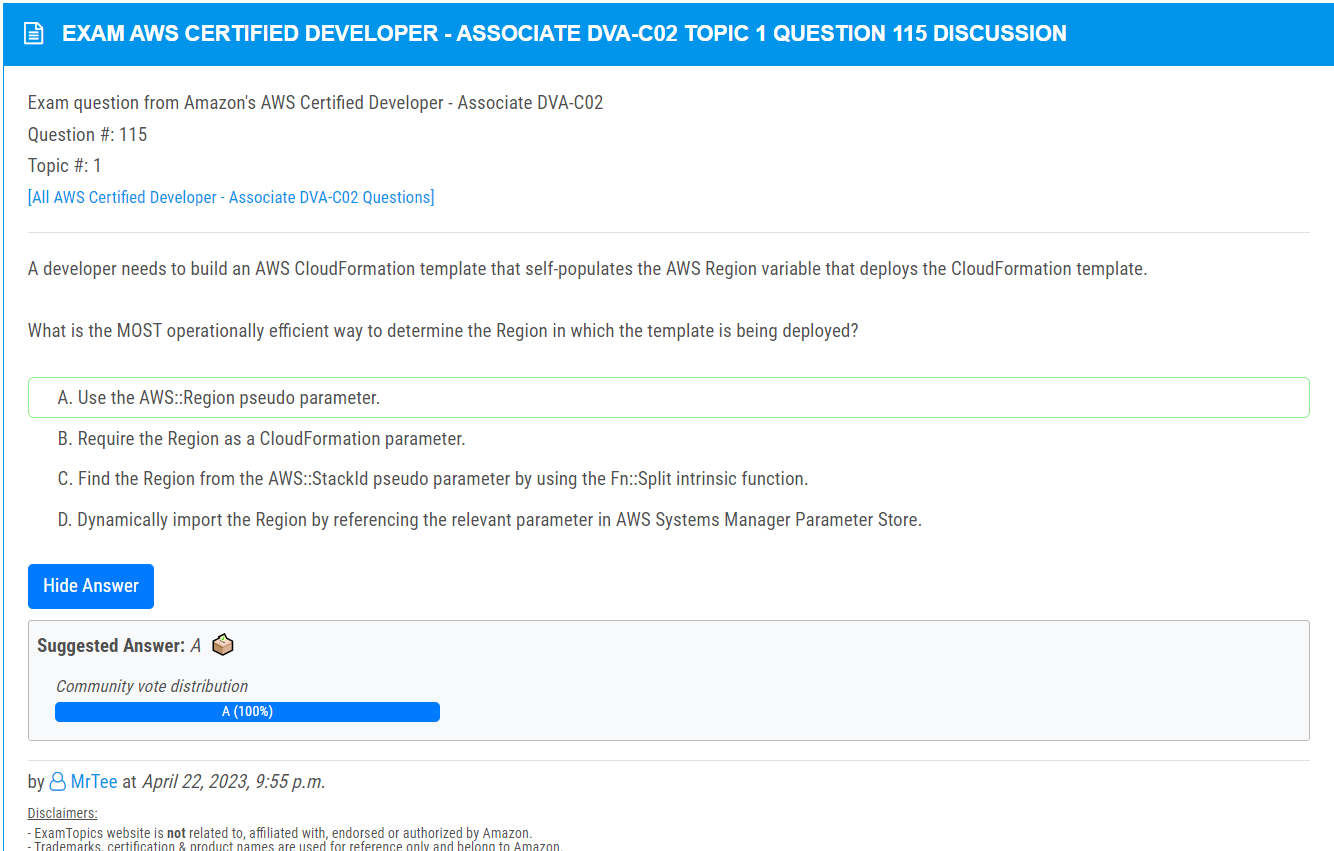 EXAM AWS CERTIFIED DEVELOPER - ASSOCIATE DVA-C02 TOPIC 1 QUESTION 115 DISCUSSION
Exam question from Amazon's AWS Certified Developer - Associate DVA-C02
Question #: 115
Topic #: 1
[All AWS Certified Developer - Associate DVA-C02 Questions]
A developer needs to build an AWS CloudFormation template that self-populates the AWS Region variable that deploys the CloudFormation template.
What is the MOST operationally efficient way to determine the Region in which the template is being deployed?
A. Use the AWS::Region pseudo parameter.
B. Require the Region as a CloudFormation parameter.
C. Find the Region from the AWS::StackId pseudo parameter by using the Fn::Split intrinsic function.
D. Dynamically import the Region by referencing the relevant parameter in AWS Systems Manager Parameter Store.
Hide Answer
Suggested Answer: A
Community vote distribution
A (100%)
by MrTee at April 22, 2023, 9:55 p.m.
Disclaimers:
- ExamTopics website is not related to, affiliated with, endorsed or authorized by Amazon.
- Trademarks, certification & product names are used for reference only and belong to Amazon.